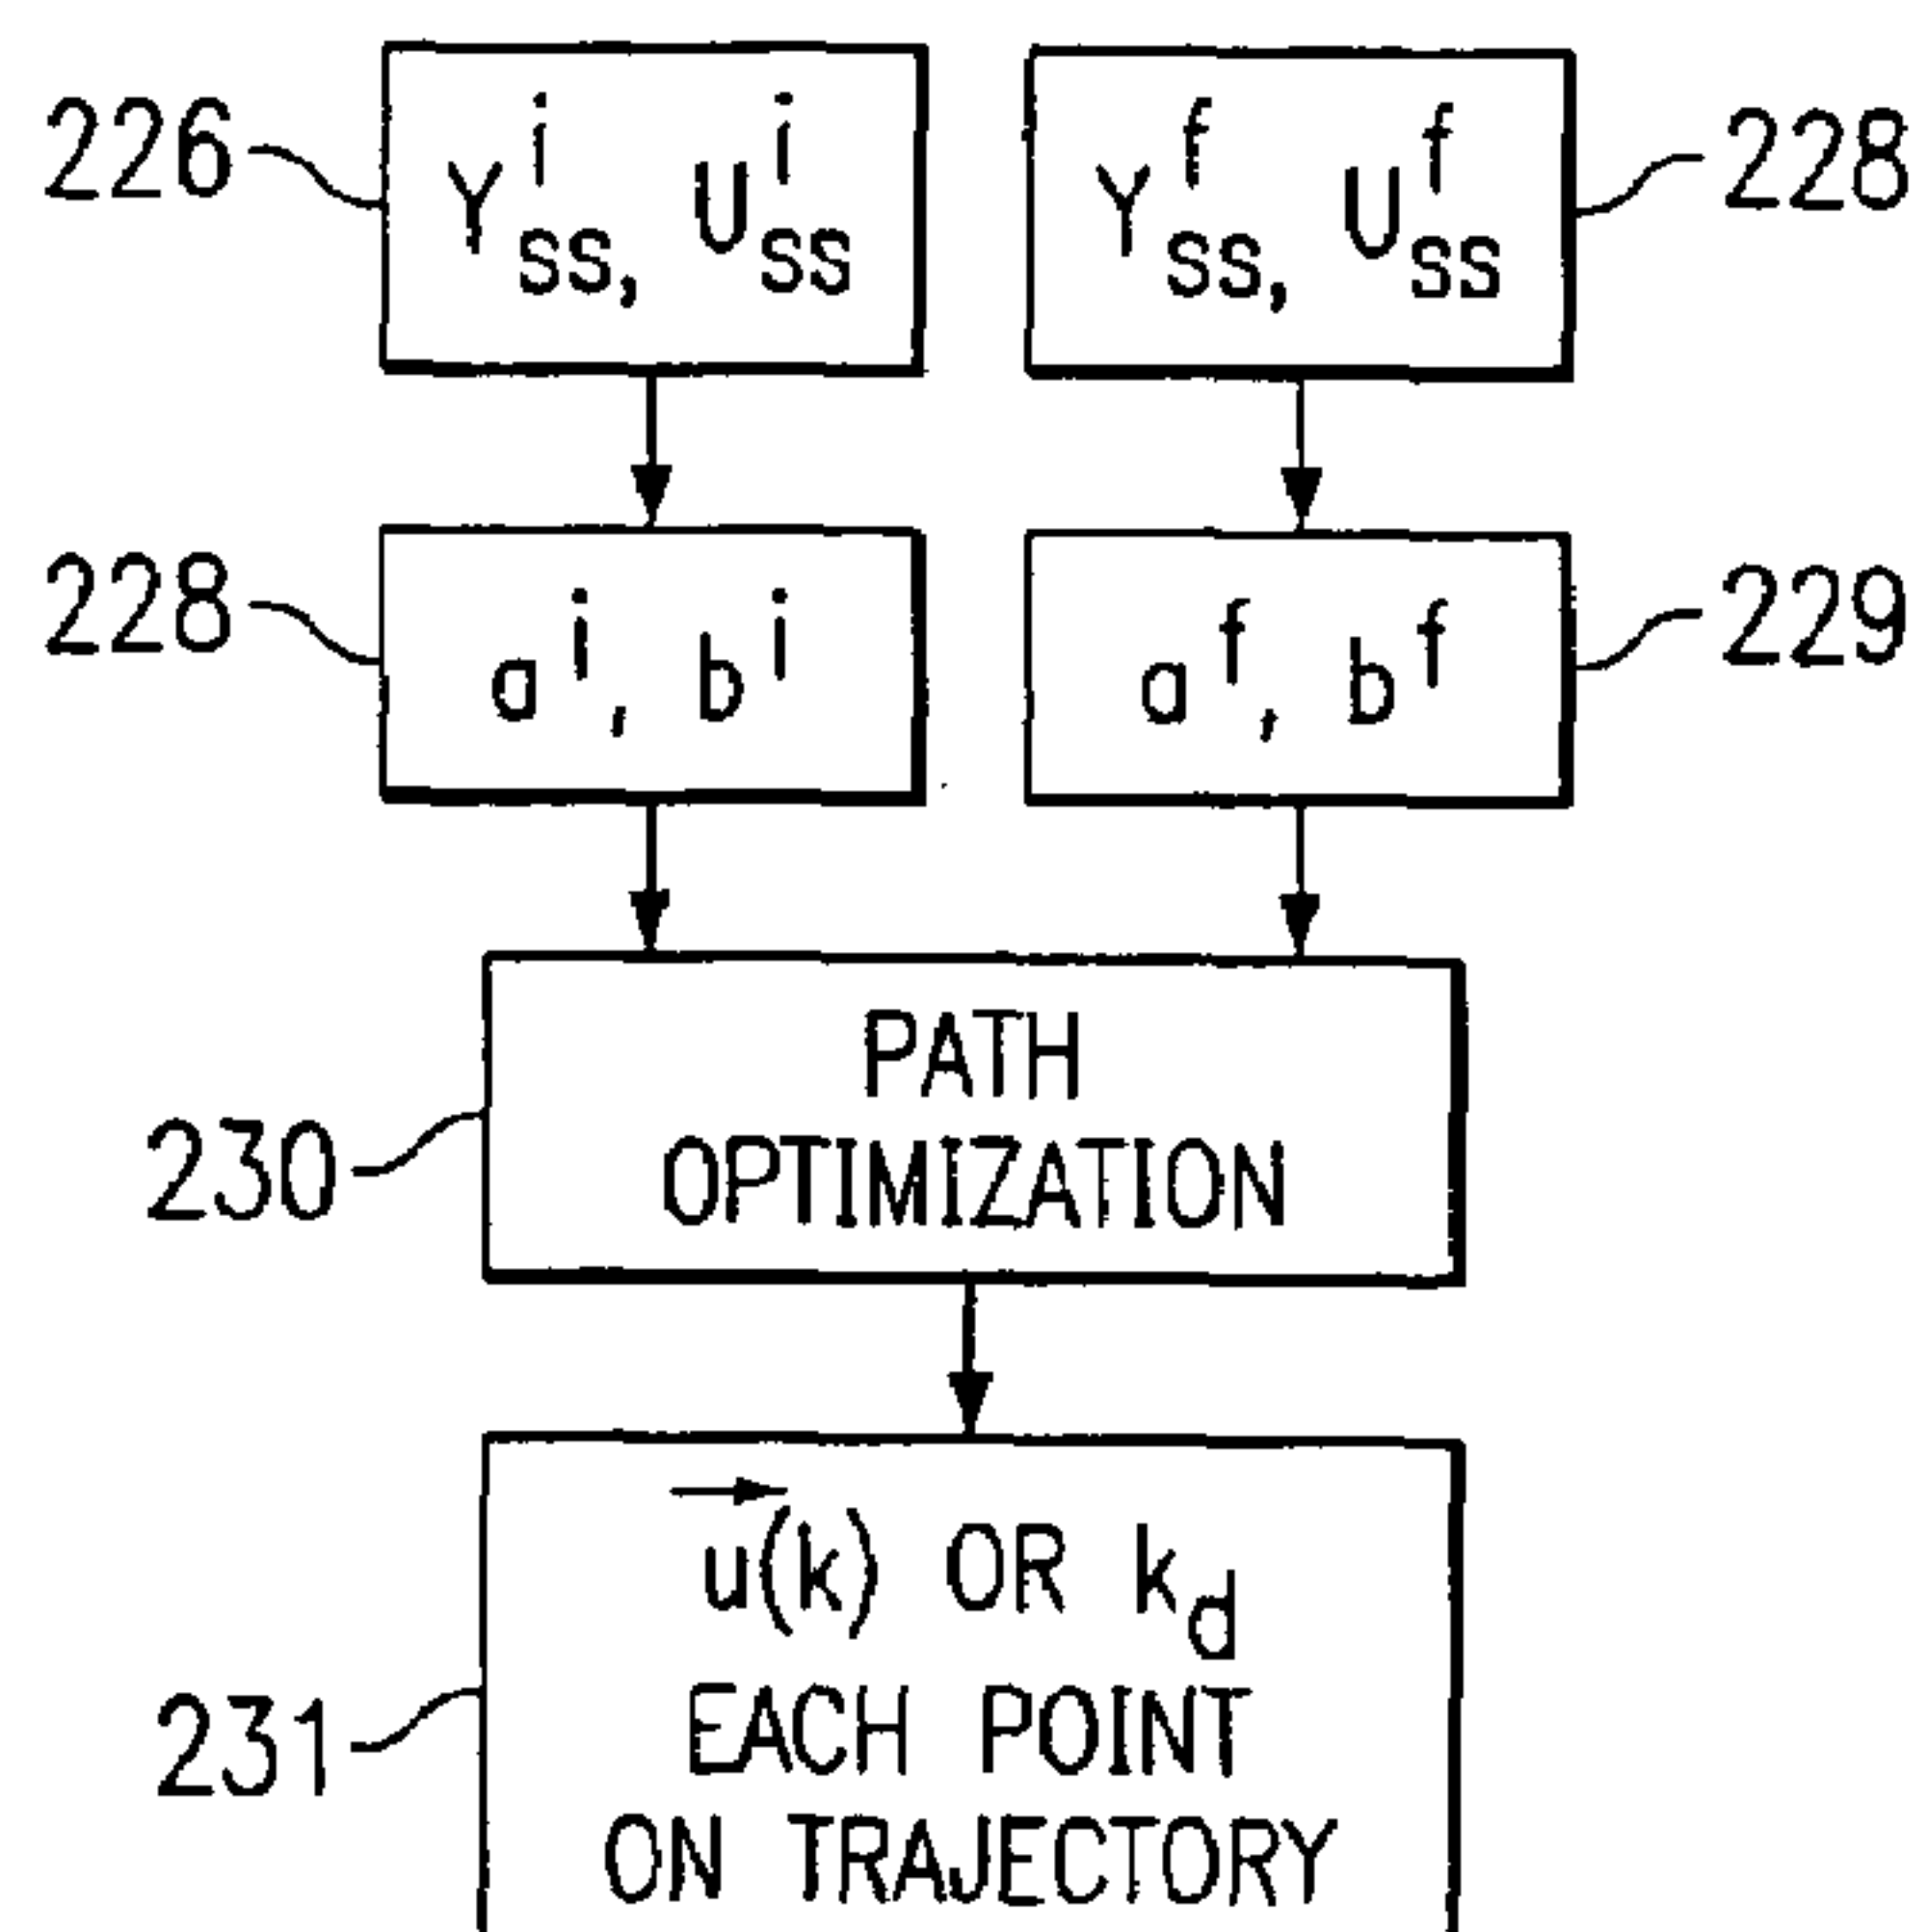 226 Y^i_ss, U^i_ss Y^f_ss, U^f_ss 228
228 a^i, b^i a^f, b^f 229
PATH
230 OPTIMIZATION
u(k) OR k_d
EACH POINT
231 ON TRAJECTORY